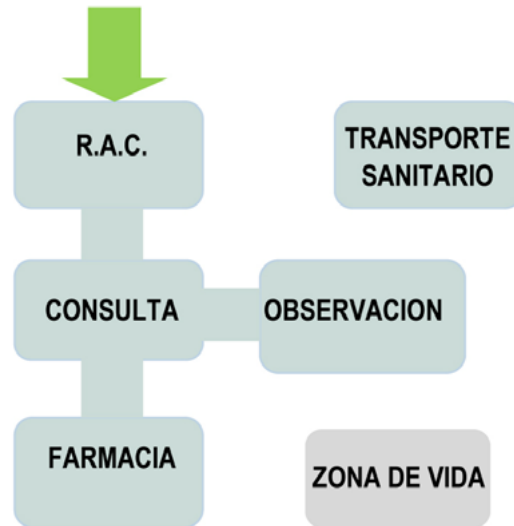 R.A.C.
TRANSPORTE
SANITARIO
CONSULTA
OBSERVACION
FARMACIA
ZONA DE VIDA